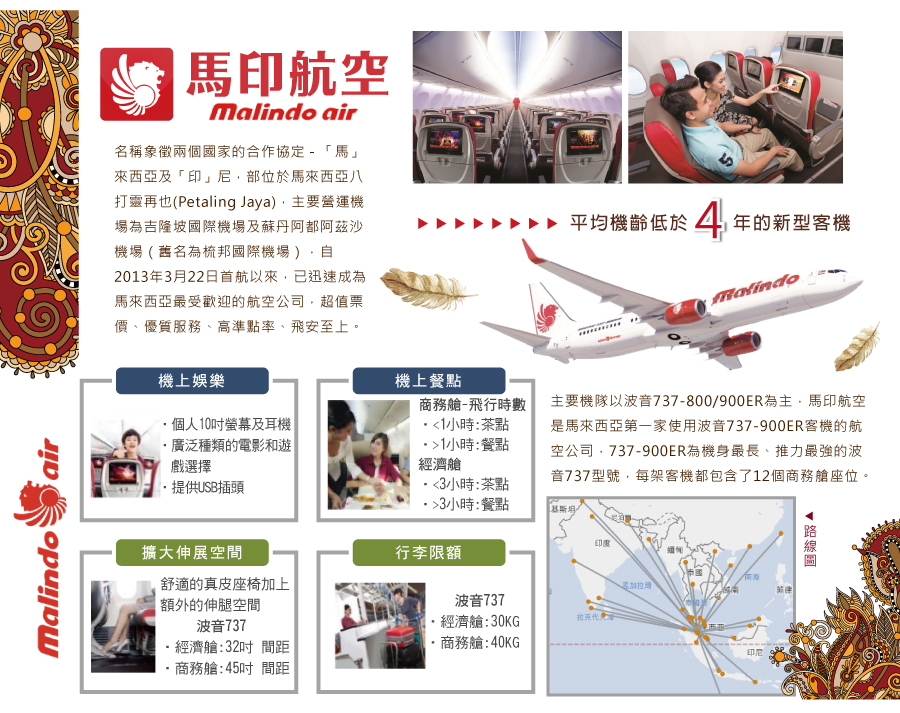 馬印航空
Malindo air
名稱象徵兩個國家的合作協定－「馬」
來西亞及「印」尼，部位於馬來西亞八
打靈再也(Petaling Jaya)，主要營運機
場為吉隆坡國際機場及蘇丹阿都阿茲沙
機場（舊名為梳邦國際機場），自
2013年3月22日首航以來，已迅速成為
馬來西亞最受歡迎的航空公司，超值票
價、優質服務、高準點率、飛安至上。
平均機齡低於4年的新型客機
Malindo
機上娛樂
・個人10吋螢幕及耳機
・廣泛種類的電影和遊
戲選擇
・提供USB插頭
機上餐點
商務艙-飛行時數
・<1小時:茶點
・>1小時:餐點
經濟艙
・<3小時:茶點
・>3小時:餐點
主要機隊以波音737-800/900ER為主，馬印航空
是馬來西亞第一家使用波音737-900ER客機的航
空公司，737-900ER為機身最長、推力最強的波
音737型號，每架客機都包含了12個商務艙座位。
Malindo air
擴大伸展空間
舒適的真皮座椅加上
額外的伸腿空間
波音737
・經濟艙:32吋 間距
・商務艙:45吋 間距
行李限額
波音737
・經濟艙:30KG
・商務艙:40KG
路線圖
基斯坦
尼泊爾
印度
緬甸
泰國
孟加拉灣
越南
南海
菲律
泰國灣
拉克代夫海
西亞
印尼